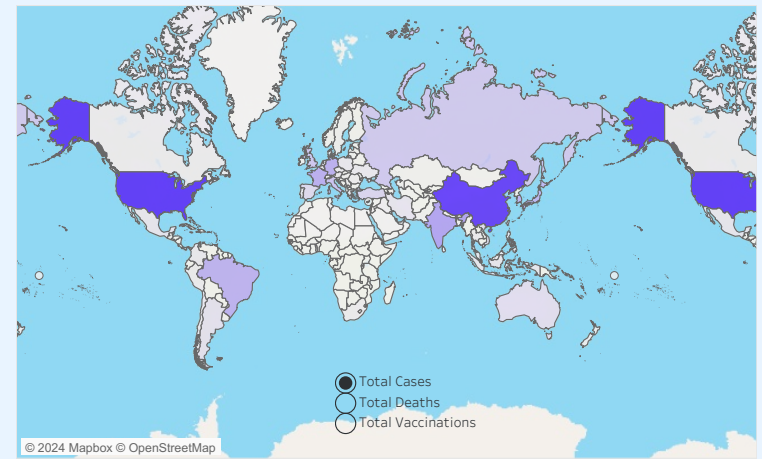 Total Cases
Total Deaths
Total Vaccinations
© 2024 Mapbox © OpenStreetMap